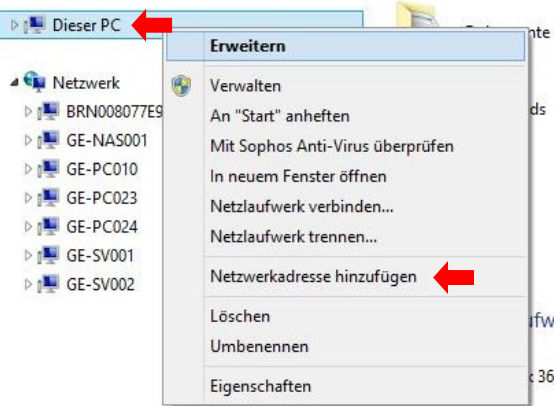 Dieser PC
Netzwerk
BRN008077E9
GE-NAS001
GE-PC010
GE-PC023
GE-PC024
GE-SV001
GE-SV002
Erweitern
Verwalten
An "Start" anheften
Mit Sophos Anti-Virus überprüfen
In neuem Fenster öffnen
Netzlaufwerk verbinden...
Netzlaufwerk trennen...
Netzwerkadresse hinzufügen
Löschen
Umbenennen
Eigenschaften